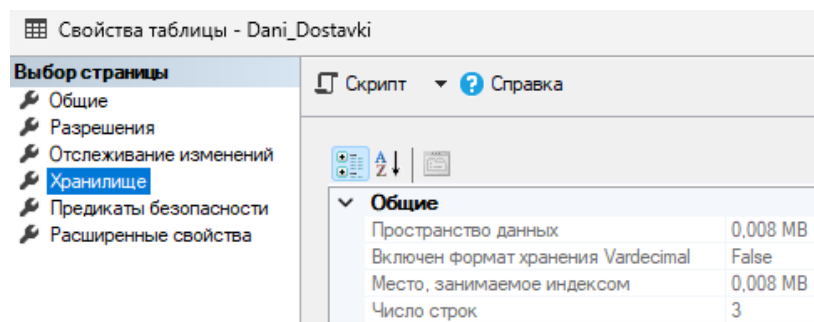 Свойства таблицы - Dani_Dostavki
Выбор страницы
Общие
Разрешения
Отслеживание изменений
Хранилище
Предикаты безопасности
Расширенные свойства
Скрипт Справка
Общие
Пространство данных 0,008 MB
Включен формат хранения Vardecimal False
Место, занимаемое индексом 0,008 MB
Число строк 3